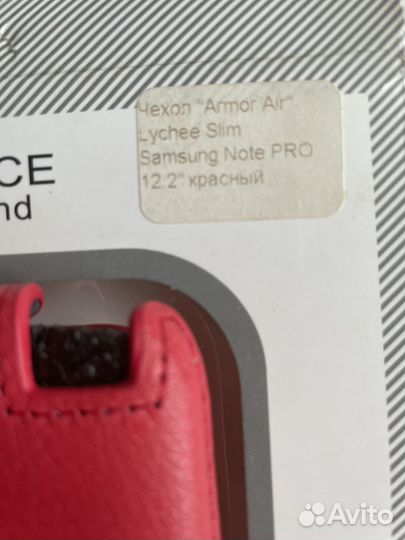 Чехол "Armor Air"
Lychee Slim
Samsung Note PRO
12.2" красный
CE
nd
Avito